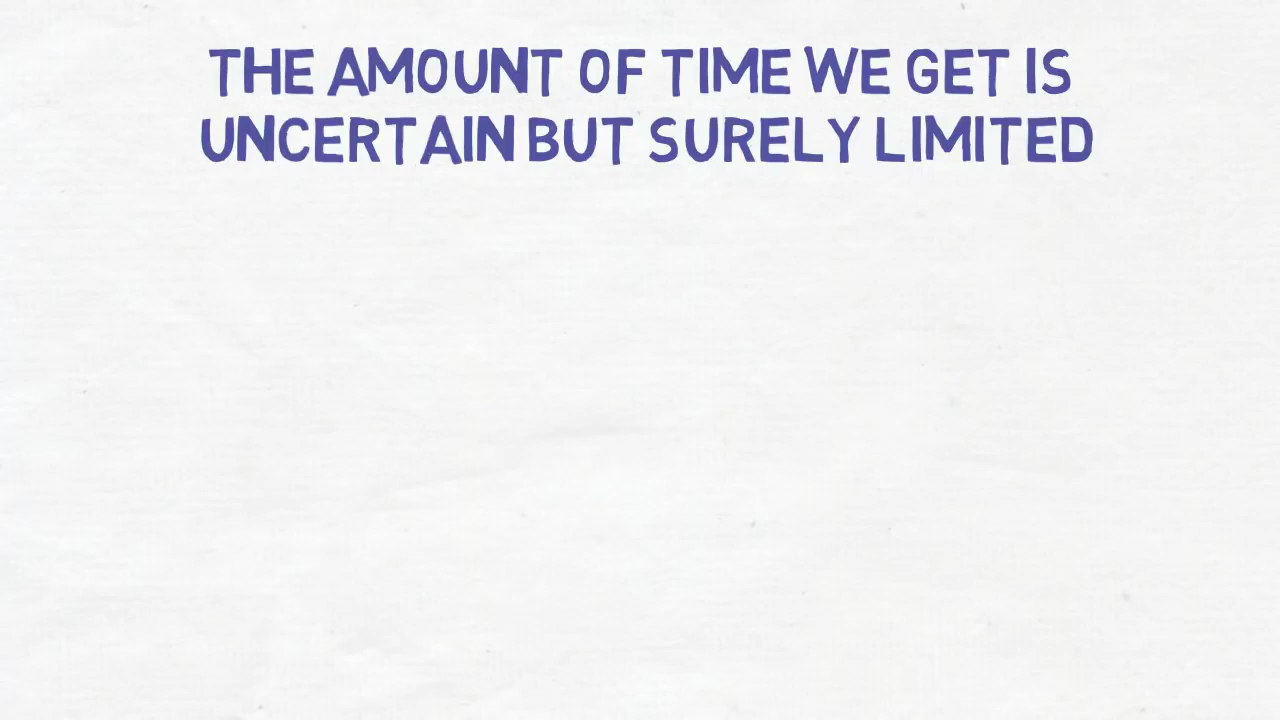 THE AMOUNT OF TIME WE GET IS
UNCERTAIN BUT SURELY LIMITED